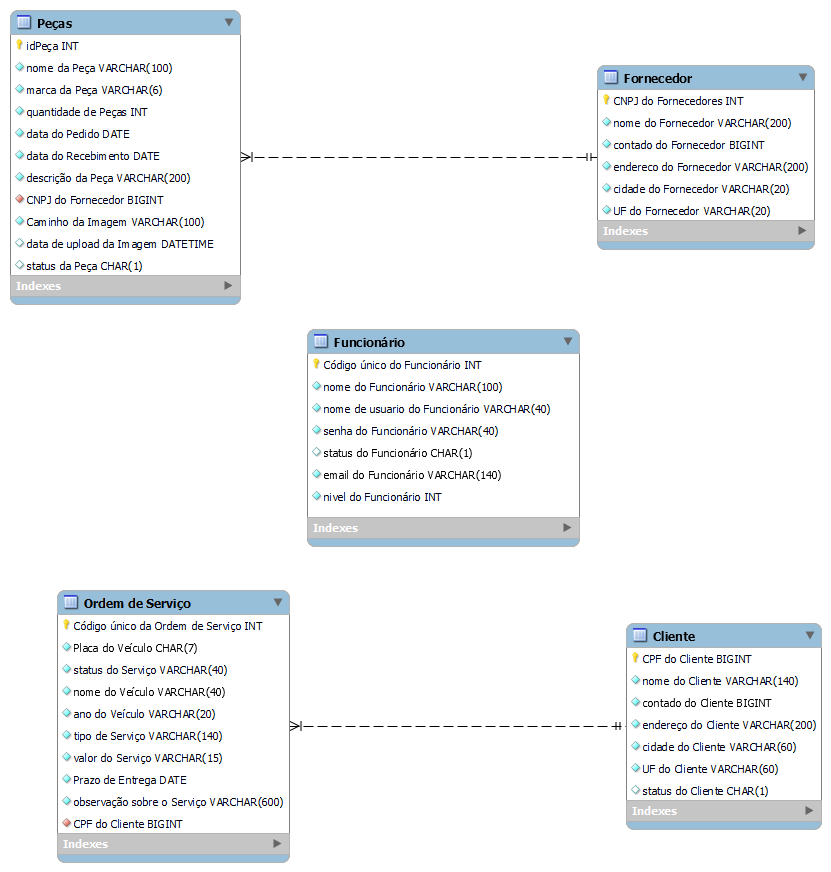 Peças
idPeça INT
nome da Peça VARCHAR(100)
marca da Peça VARCHAR(6)
quantidade de Peças INT
data do Pedido DATE
data do Recebimento DATE
descrição da Peça VARCHAR(200)
CNPJ do Fornecedor BIGINT
Caminho da Imagem VARCHAR(100)
data de upload da Imagem DATETIME
status da Peça CHAR(1)
Indexes
Fornecedor
CNPJ do Fornecedores INT
nome do Fornecedor VARCHAR(200)
contado do Fornecedor BIGINT
endereco do Fornecedor VARCHAR(200)
cidade do Fornecedor VARCHAR(20)
UF do Fornecedor VARCHAR(20)
Indexes
Funcionário
Código único do Funcionário INT
nome do Funcionário VARCHAR(100)
nome de usuario do Funcionário VARCHAR(40)
senha do Funcionário VARCHAR(40)
status do Funcionário CHAR(1)
email do Funcionário VARCHAR(140)
nivel do Funcionário INT
Indexes
Ordem de Serviço
Código único da Ordem de Serviço INT
Placa do Veículo CHAR(7)
status do Serviço VARCHAR(40)
nome do Veículo VARCHAR(40)
ano do Veículo VARCHAR(20)
tipo de Serviço VARCHAR(140)
valor do Serviço VARCHAR(15)
Prazo de Entrega DATE
observação sobre o Serviço VARCHAR(600)
CPF do Cliente BIGINT
Indexes
Cliente
CPF do Cliente BIGINT
nome do Cliente VARCHAR(140)
contado do Cliente BIGINT
endereço do Cliente VARCHAR(200)
cidade do Cliente VARCHAR(60)
UF do Cliente VARCHAR(60)
status do Cliente CHAR(1)
Indexes